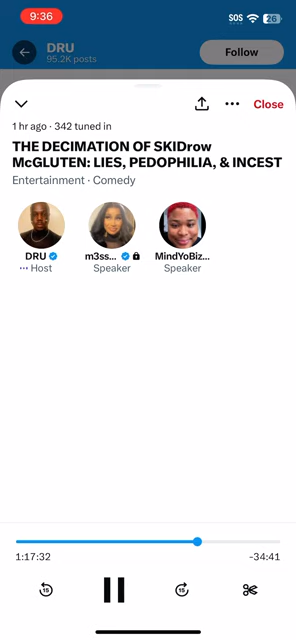 9:36
SOS 26
DRU
95.2K posts
Follow
Close
1 hr ago · 342 tuned in
THE DECIMATION OF SKIDrow
McGLUTEN: LIES, PEDOPHILIA, & INCEST
Entertainment · Comedy
DRU m3ss... MindYoBiz...
Host Speaker Speaker
1:17:32 -34:41
15 15